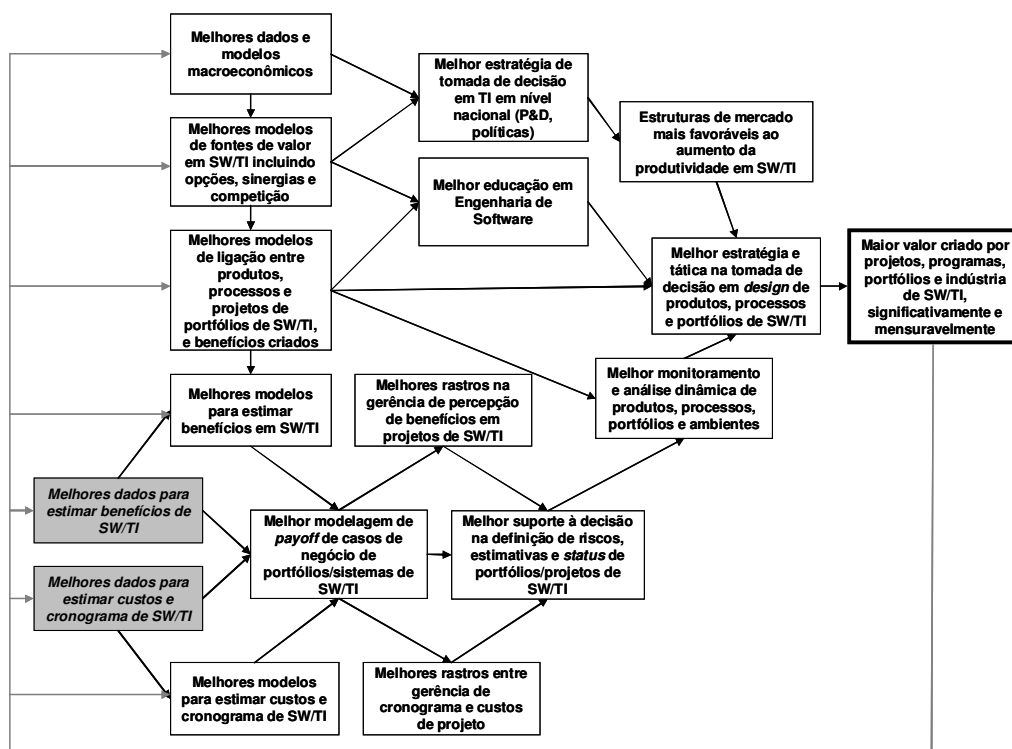 Melhores dados e
modelos
macroeconômicos
Melhor estratégia de
tomada de decisão
em TI em nível
nacional (P&D,
políticas)
Estruturas de mercado
mais favoráveis ao
aumento da
produtividade em SW/TI
Melhores modelos
de fontes de valor
em SW/TI incluindo
opções, sinergias e
competição
Melhor educação em
Engenharia de
Software
Melhores modelos
de ligação entre
produtos,
processos e
projetos de
portfólios de SW/TI,
e benefícios criados
Melhor estratégia e
tática na tomada de
decisão em design de
produtos, processos
e portfólios de SW/TI
Maior valor criado por
projetos, programas,
portfólios e indústria
de SW/TI,
significativamente e
mensuravelmente
Melhores modelos
para estimar
benefícios em SW/TI
Melhores rastros na
gerência de percepção
de benefícios em
projetos de SW/TI
Melhor monitoramento
e análise dinâmica de
produtos, processos,
portfólios e ambientes
Melhores dados para
estimar benefícios de
SW/TI
Melhor modelagem de
payoff de casos de
negócio de
portfólios/sistemas de
SW/TI
Melhor suporte à decisão
na definição de riscos,
estimativas e status de
portfólios/projetos de
SW/TI
Melhores dados para
estimar custos e
cronograma de SW/TI
Melhores modelos
para estimar custos e
cronograma de SW/TI
Melhores rastros entre
gerência de
cronograma e custos
de projeto